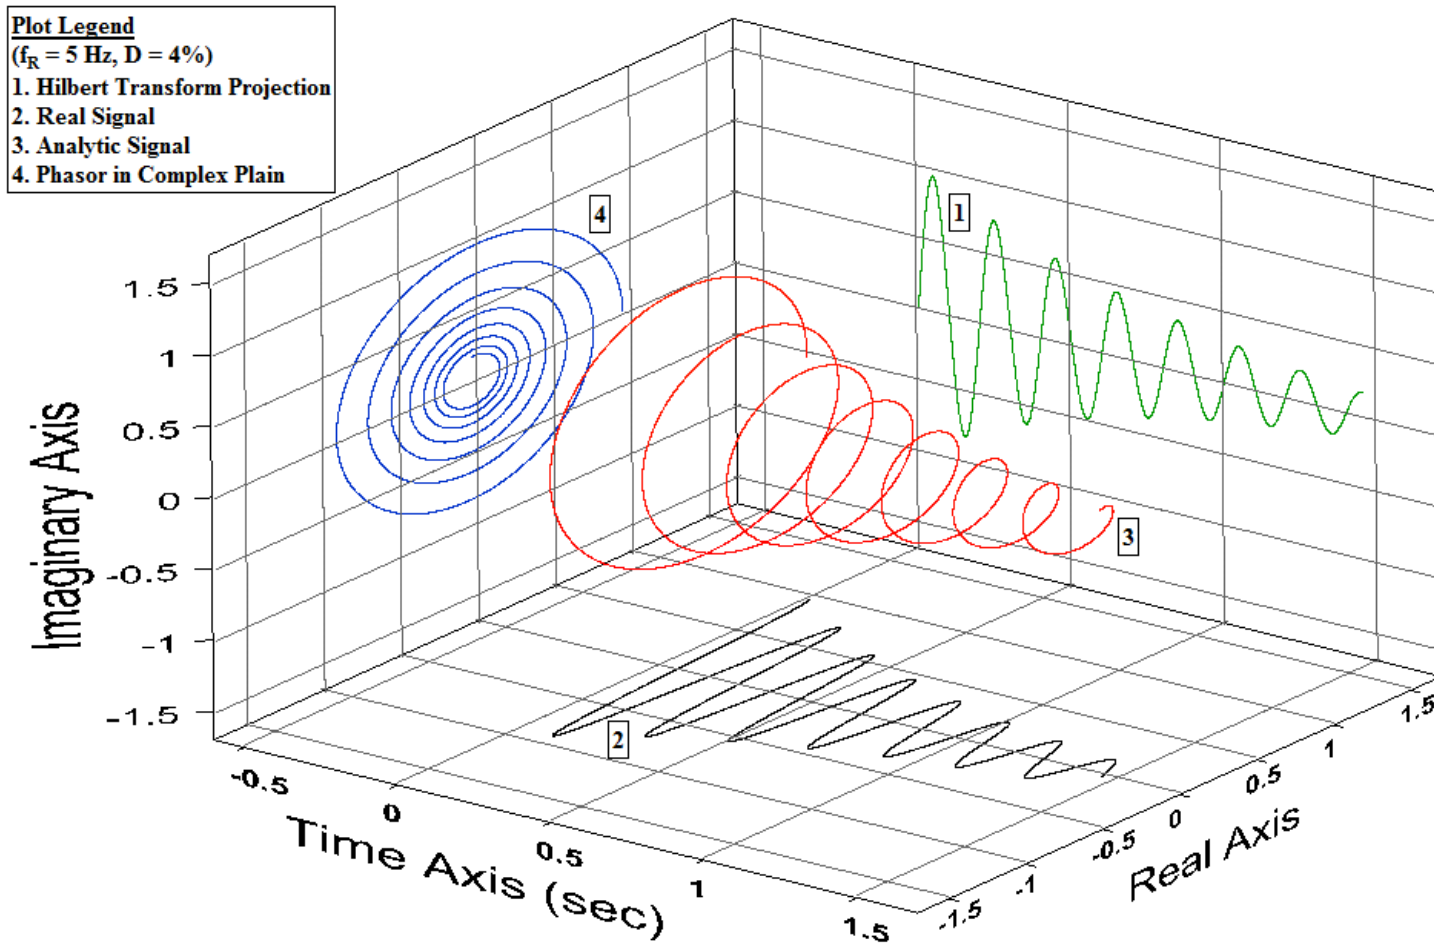 Plot Legend
(fR = 5 Hz, D = 4%)
1. Hilbert Transform Projection
2. Real Signal
3. Analytic Signal
4. Phasor in Complex Plain
4
1
3
2
Imaginary Axis
1.5
1
0.5
0
-0.5
-1
-1.5
Time Axis (sec)
-0.5
0
0.5
1
1.5
Real Axis
-1.5
-1
-0.5
0
0.5
1
1.5